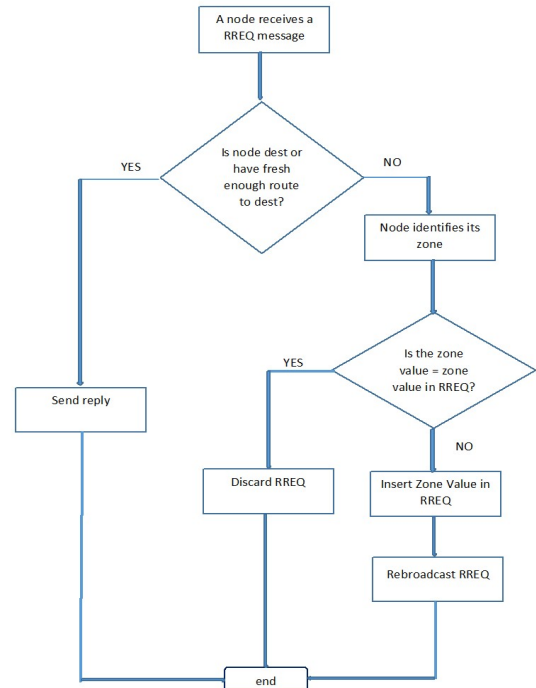 A node receives a
RREQ message
Is node dest or
have fresh
enough route
to dest?
YES
NO
Node identifies its
zone
Is the zone
value = zone
value in RREQ?
YES
NO
Send reply
Discard RREQ
Insert Zone Value in
RREQ
Rebroadcast RREQ
end